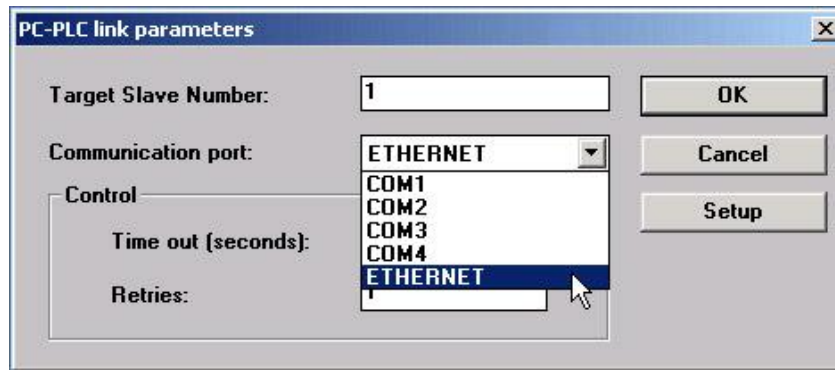 PC-PLC link parameters
Target Slave Number: 1 OK
Communication port: ETHERNET Cancel
Control COM1
COM2 Setup
COM3
Time out (seconds): COM4
ETHERNET
Retries: